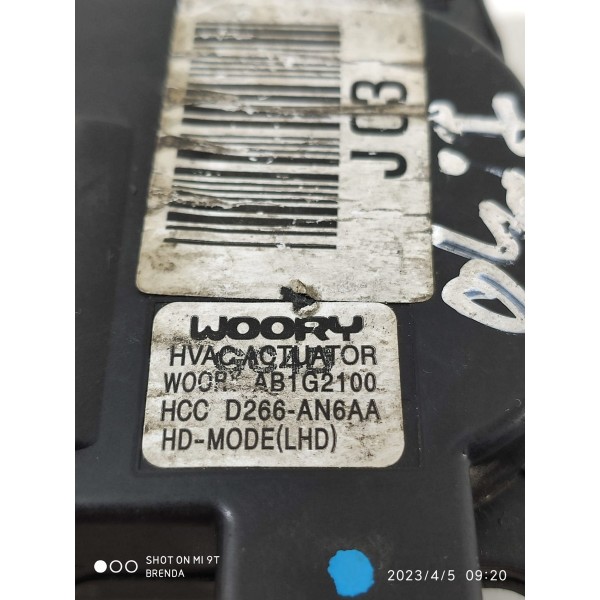 J C3
WOORY
HVAC ACTUATOR
WOORY AB1G2100
HCC D266-AN6AA
HD-MODE(LHD)
SHOT ON MI 9T
BRENDA
2023/4/5 09:20